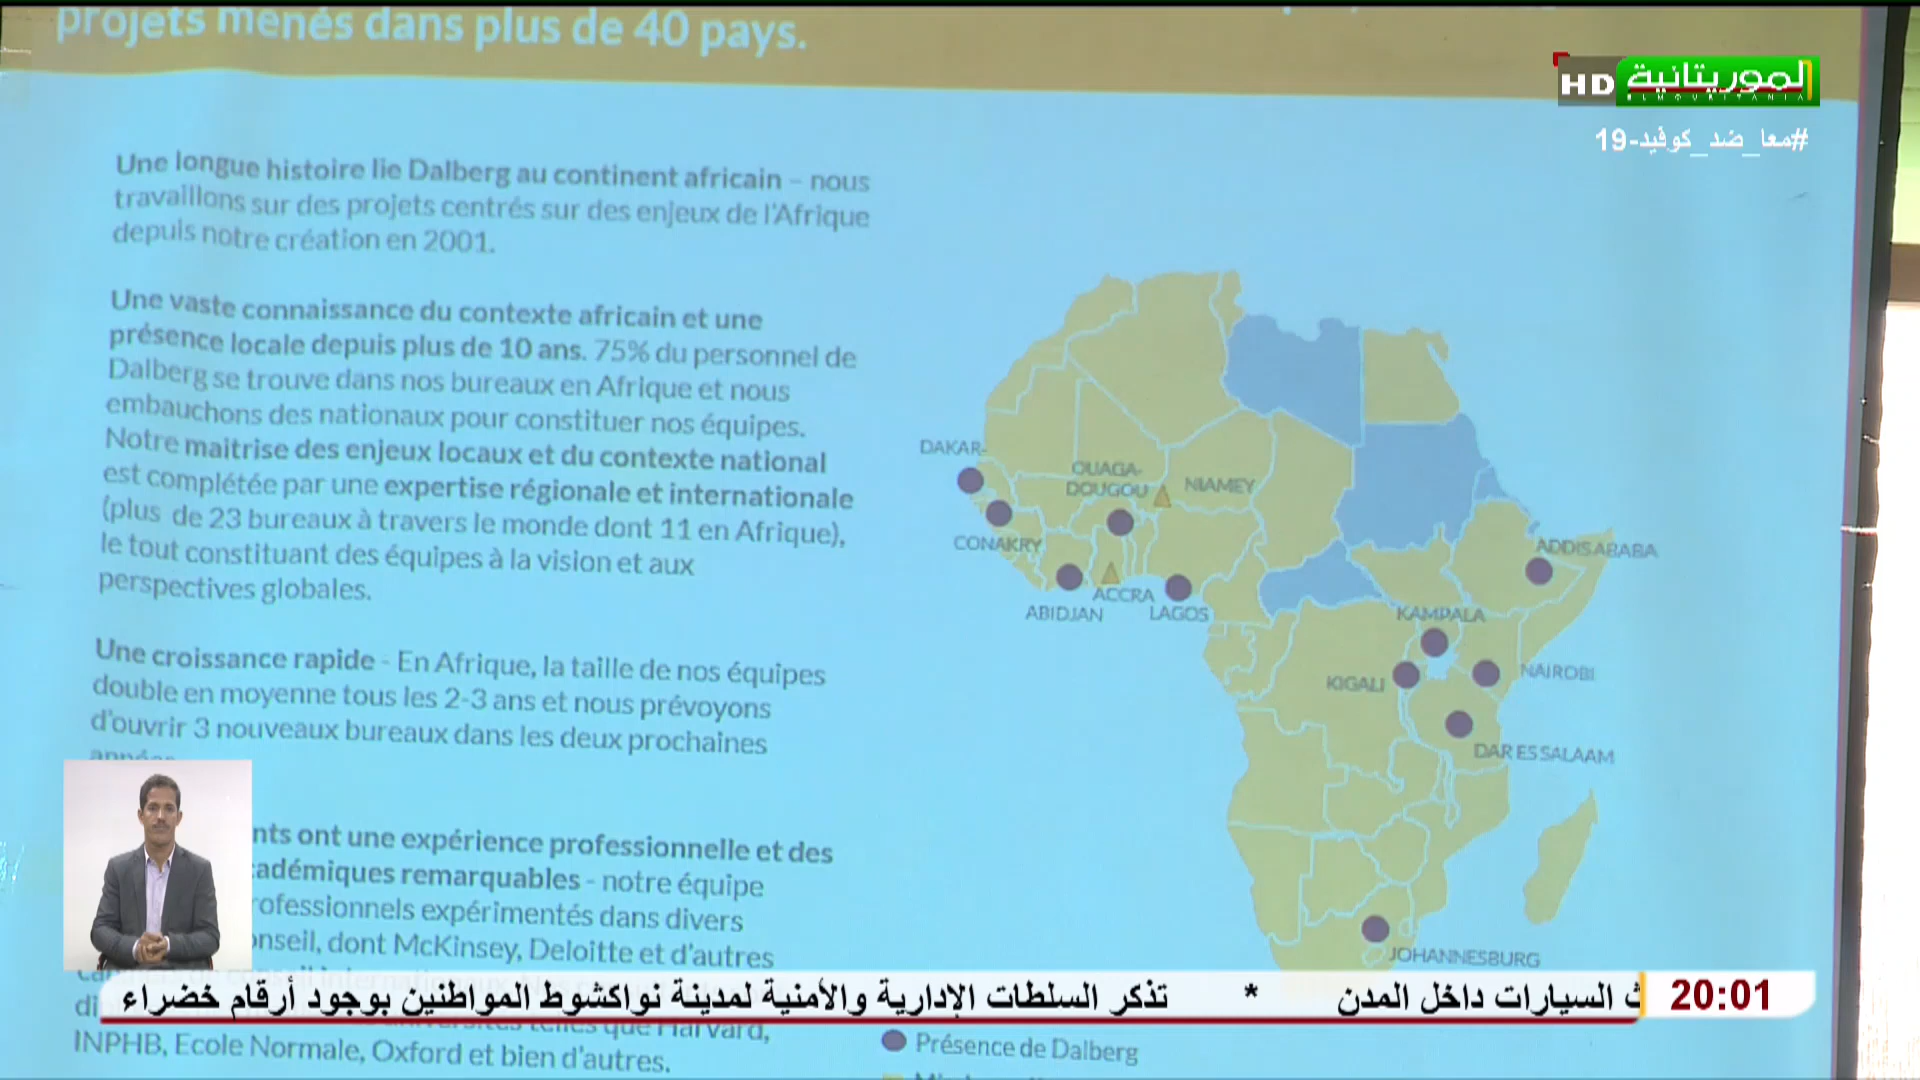 projets menés dans plus de 40 pays.
HD الموريتانية
ELMOURITANIA
#معا_ضد_كوفيد-19
Une longue histoire lie Dalberg au continent africain – nous
travaillons sur des projets centrés sur des enjeux de l'Afrique
depuis notre création en 2001.
Une vaste connaissance du contexte africain et une
présence locale depuis plus de 10 ans. 75% du personnel de
Dalberg se trouve dans nos bureaux en Afrique et nous
embauchons des nationaux pour constituer nos équipes.
Notre maitrise des enjeux locaux et du contexte national
est complétée par une expertise régionale et internationale
(plus de 23 bureaux à travers le monde dont 11 en Afrique),
le tout constituant des équipes à la vision et aux
perspectives globales.
Une croissance rapide - En Afrique, la taille de nos équipes
double en moyenne tous les 2-3 ans et nous prévoyons
d'ouvrir 3 nouveaux bureaux dans les deux prochaines
nts ont une expérience professionnelle et des
cadémiques remarquables - notre équipe
rofessionnels expérimentés dans divers
onseil, dont McKinsey, Deloitte et d'autres
telles que Harvard,
INPHB, Ecole Normale, Oxford et bien d'autres.
DAKAR
OUAGA-
DOUGOU
NIAMEY
CONAKRY
ABIDJAN
ACCRA
LAGOS
ADDIS ABABA
KAMPALA
NAIROBI
KIGALI
DAR ES SALAAM
JOHANNESBURG
Présence de Dalberg
ث السيارات داخل المدن * تذكر السلطات الإدارية والأمنية لمدينة نواكشوط المواطنين بوجود أرقام خضراء
20:01